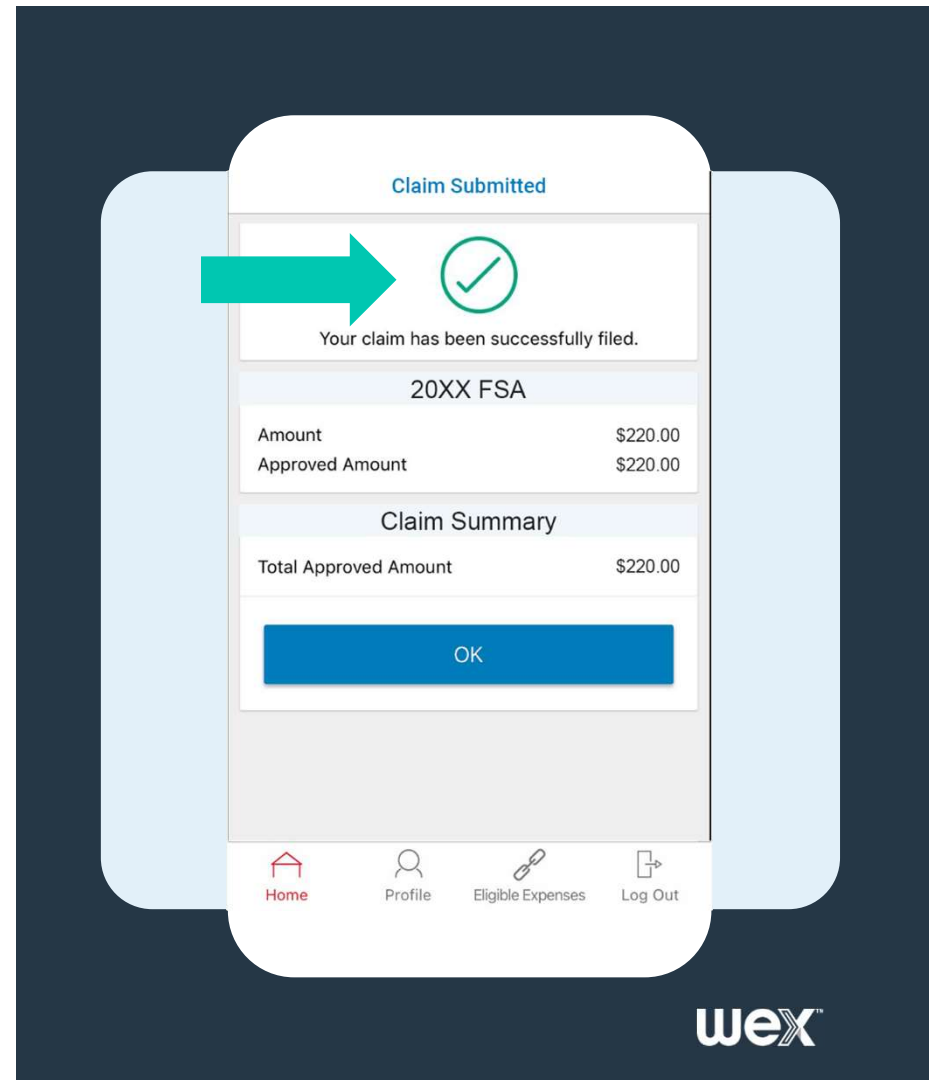 Claim Submitted
Your claim has been successfully filed.
20XX FSA
Amount $220.00
Approved Amount $220.00
Claim Summary
Total Approved Amount $220.00
OK
Home Profile Eligible Expenses Log Out
wex™